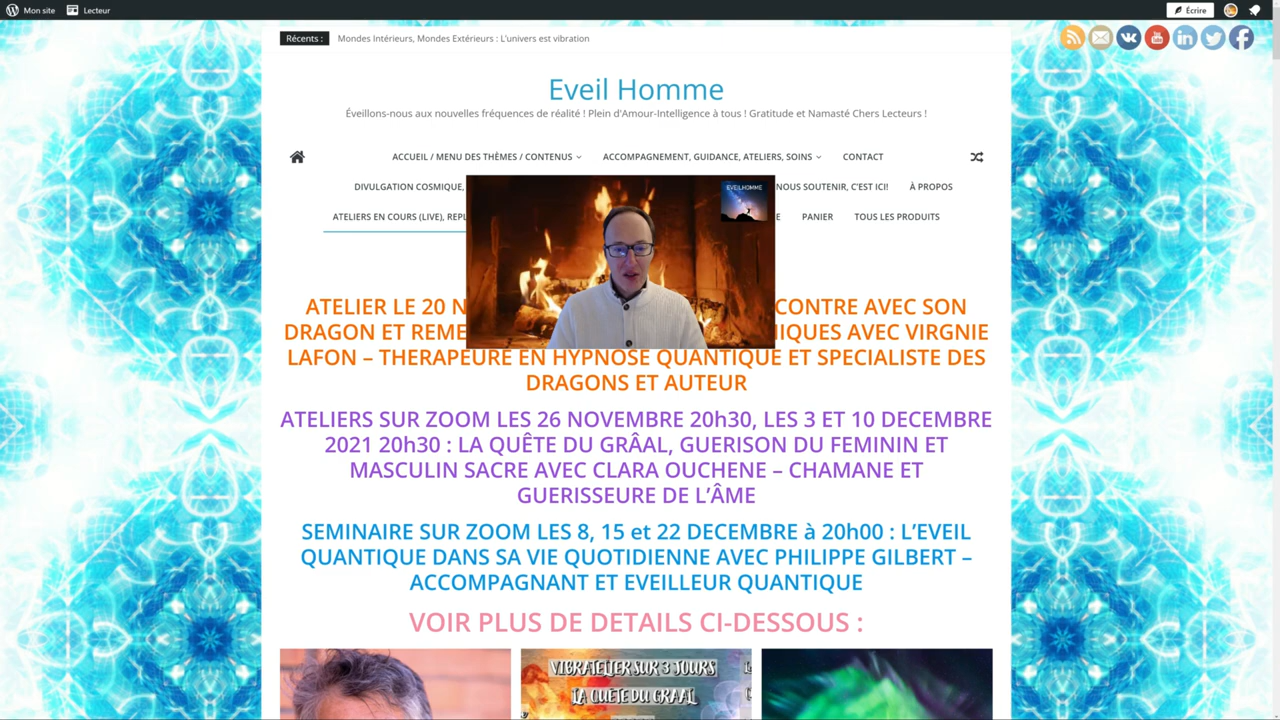 Mon site
Lecteur
Écrire
Récents :
Mondes Intérieurs, Mondes Extérieurs : L'univers est vibration
Eveil Homme
Éveillons-nous aux nouvelles fréquences de réalité ! Plein d'Amour-Intelligence à tous ! Gratitude et Namasté Chers Lecteurs !
ACCUEIL / MENU DES THÈMES / CONTENUS
ACCOMPAGNEMENT, GUIDANCE, ATELIERS, SOINS
CONTACT
DIVULGATION COSMIQUE,
NOUS SOUTENIR, C'EST ICI!
À PROPOS
ATELIERS EN COURS (LIVE), REPL
E
PANIER
TOUS LES PRODUITS
EVEILHOMME
ATELIER LE 20 N CONTRE AVEC SON
DRAGON ET REME NIQUES AVEC VIRGNIE
LAFON – THERAPEURE EN HYPNOSE QUANTIQUE ET SPECIALISTE DES
DRAGONS ET AUTEUR
ATELIERS SUR ZOOM LES 26 NOVEMBRE 20h30, LES 3 ET 10 DECEMBRE
2021 20h30 : LA QUÊTE DU GRÂAL, GUERISON DU FEMININ ET
MASCULIN SACRE AVEC CLARA OUCHENE – CHAMANE ET
GUERISSEURE DE L'ÂME
SEMINAIRE SUR ZOOM LES 8, 15 et 22 DECEMBRE à 20h00 : L'EVEIL
QUANTIQUE DANS SA VIE QUOTIDIENNE AVEC PHILIPPE GILBERT –
ACCOMPAGNANT ET EVEILLEUR QUANTIQUE
VOIR PLUS DE DETAILS CI-DESSOUS :
VIBRATELIER SUR 3 JOURS
LA QUÊTE DU GRAAL